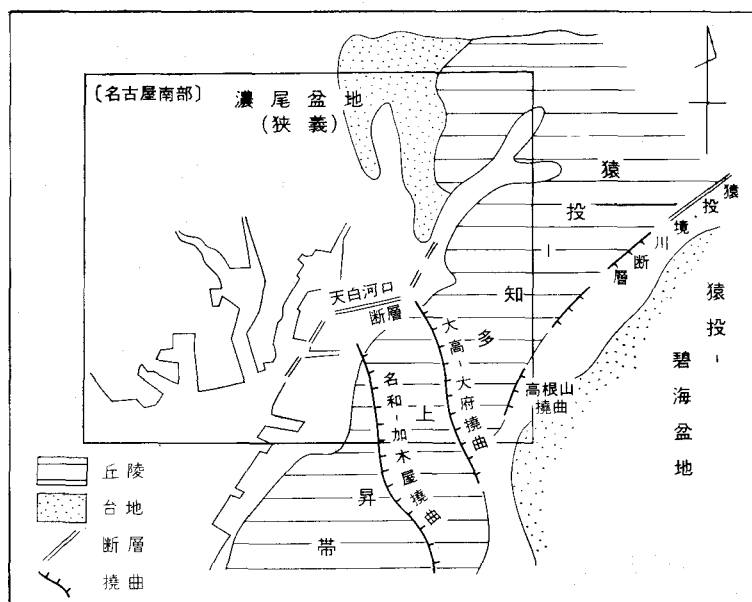 〔名古屋南部〕
濃尾盆地
(狭義)
猿投-知多上昇帯
猿投・境川断層
猿投-碧海盆地
天白河口
断層
大高-大府撓曲
名和-加木屋撓曲
高根山
撓曲
丘陵
台地
断層
撓曲